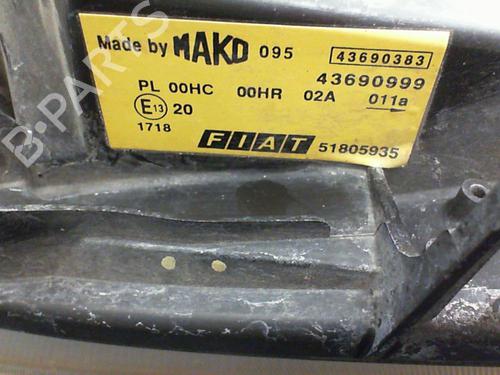 Made by MAKO 095 43690383
43690999
PL 00HC 00HR 02A 011a
E13 20
1718
FIAT 51805935
B-PARTS